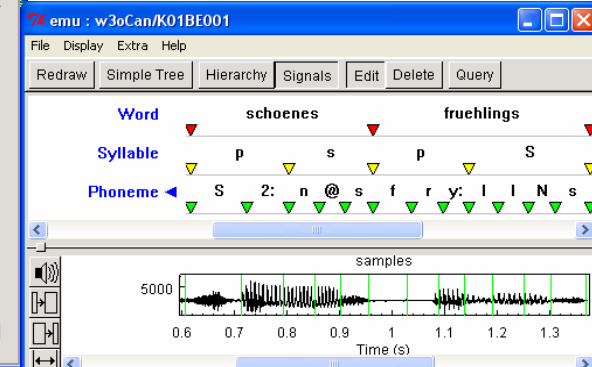 emu : w3oCan/K01BE001
File Display Extra Help
Redraw Simple Tree Hierarchy Signals Edit Delete Query
Word schoenes fruehlings
Syllable p s p S
Phoneme S 2: n @ s f r y: l I N s
samples
5000
0.6 0.7 0.8 0.9 1 1.1 1.2 1.3
Time (s)